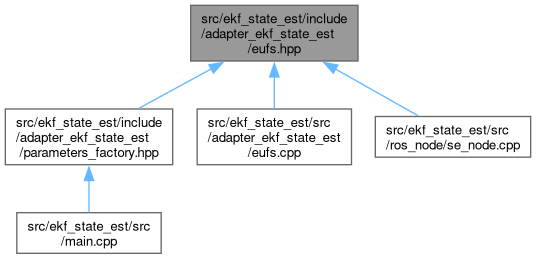 src/ekf_state_est/include
/adapter_ekf_state_est
/eufs.hpp
src/ekf_state_est/include
/adapter_ekf_state_est
/parameters_factory.hpp
src/ekf_state_est/src
/adapter_ekf_state_est
/eufs.cpp
src/ekf_state_est/src
/ros_node/se_node.cpp
src/ekf_state_est/src
/main.cpp